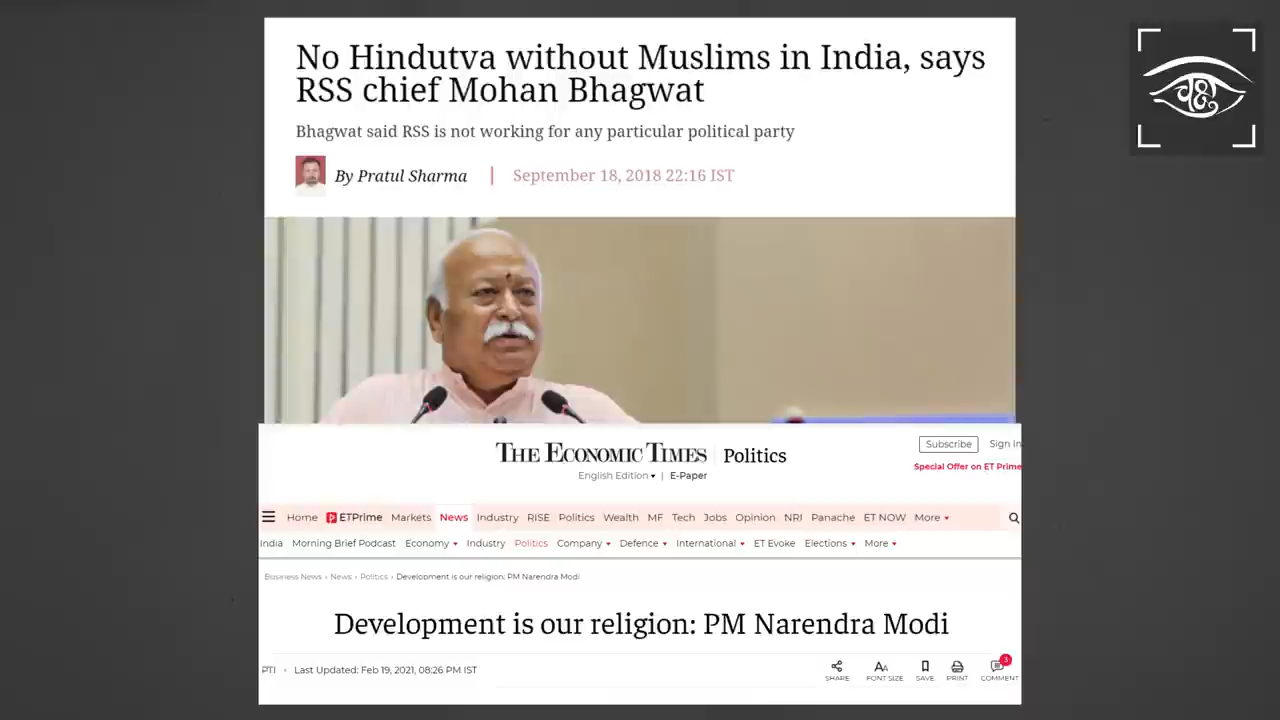 No Hindutva without Muslims in India, says
RSS chief Mohan Bhagwat
Bhagwat said RSS is not working for any particular political party
By Pratul Sharma | September 18, 2018 22:16 IST
THE ECONOMIC TIMES | Politics
English Edition | E-Paper
Subscribe Sign In
Special Offer on ET Prime
Home ETPrime Markets News Industry RISE Politics Wealth MF Tech Jobs Opinion NRI Panache ET NOW More
India Morning Brief Podcast Economy Industry Politics Company Defence International ET Evoke Elections More
Business News › News › Politics › Development is our religion: PM Narendra Modi
Development is our religion: PM Narendra Modi
PTI • Last Updated: Feb 19, 2021, 08:26 PM IST
3
SHARE FONT SIZE SAVE PRINT COMMENT